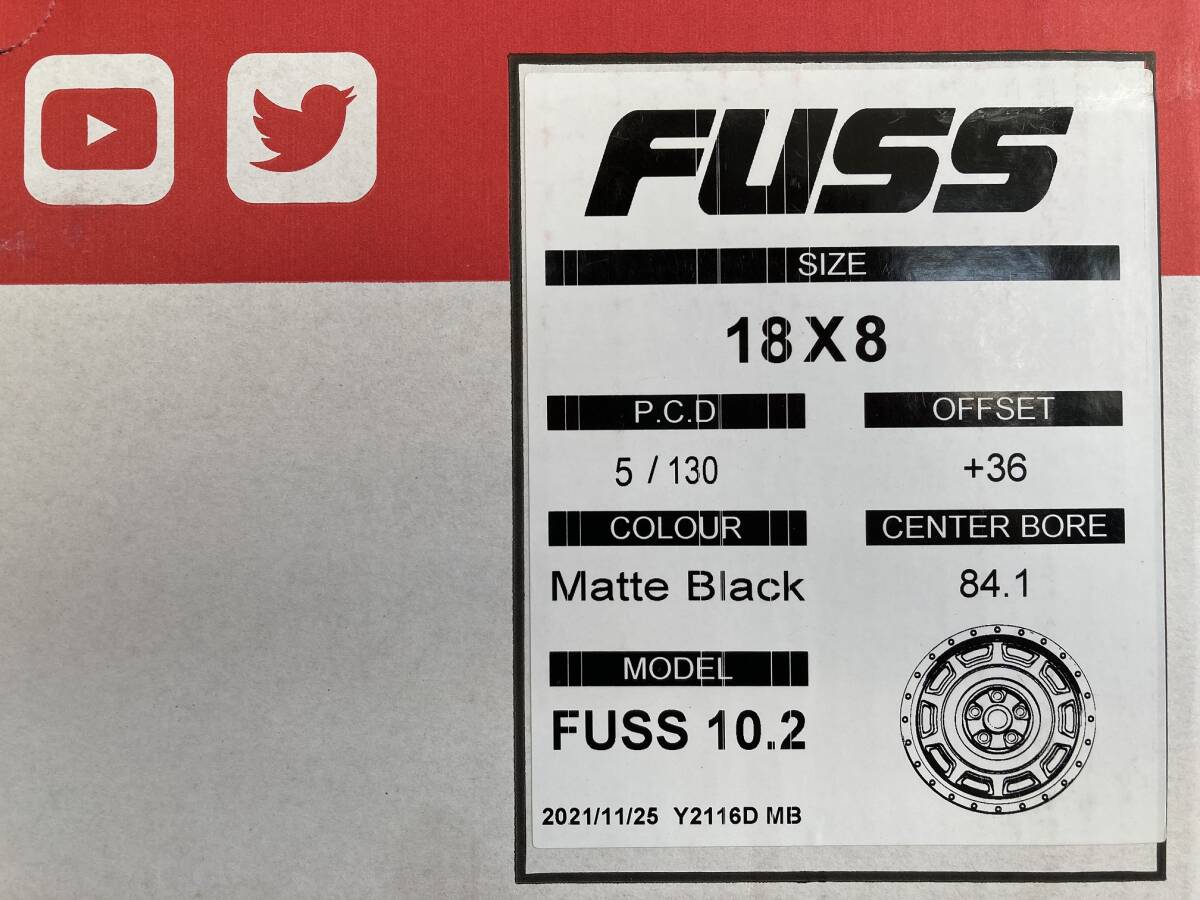 FUSS
SIZE
18X8
P.C.D OFFSET
5 / 130 +36
COLOUR CENTER BORE
Matte Black 84.1
MODEL
FUSS 10.2
2021/11/25 Y2116D MB